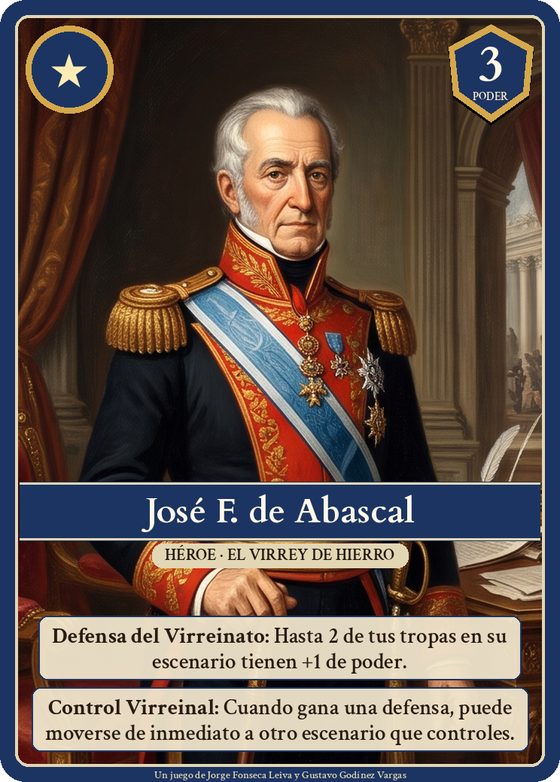 3
PODER
José F. de Abascal
HÉROE · EL VIRREY DE HIERRO
Defensa del Virreinato: Hasta 2 de tus tropas en su
escenario tienen +1 de poder.
Control Virreinal: Cuando gana una defensa, puede
moverse de inmediato a otro escenario que controles.
Un juego de Jorge Fonseca Leiva y Gustavo Godínez Vargas